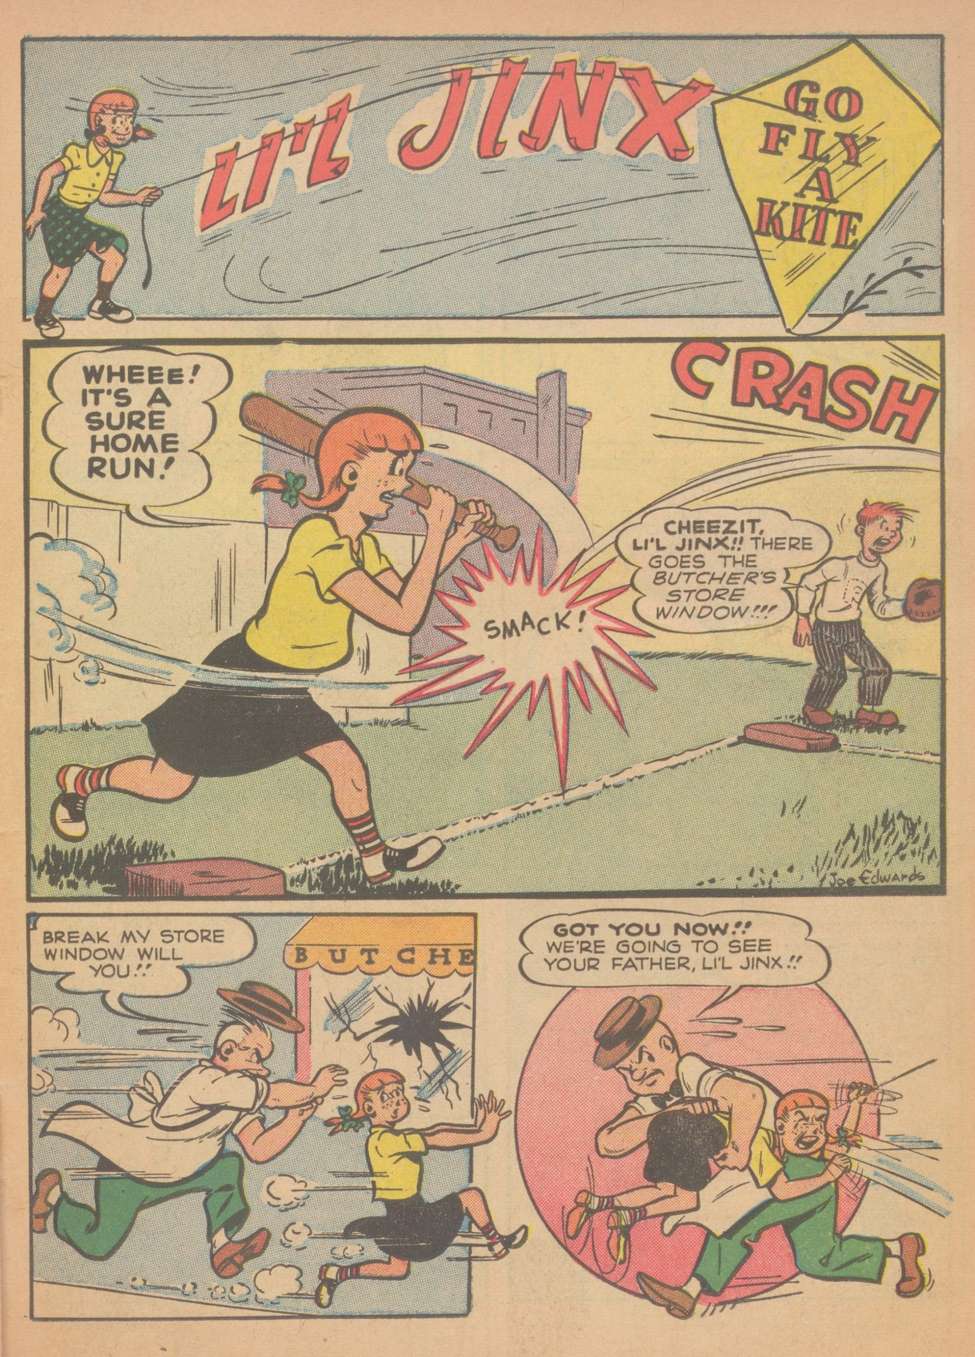 LI'L JINX
GO
FLY
A
KITE
WHEEE!
IT'S A
SURE
HOME
RUN!
CRASH
CHEEZIT,
LI'L JINX!! THERE
GOES THE
BUTCHER'S
STORE
WINDOW!!!
SMACK!
Joe Edwards
BREAK MY STORE
WINDOW WILL
YOU!!
BUTCHE
GOT YOU NOW!!
WE'RE GOING TO SEE
YOUR FATHER, LI'L JINX!!